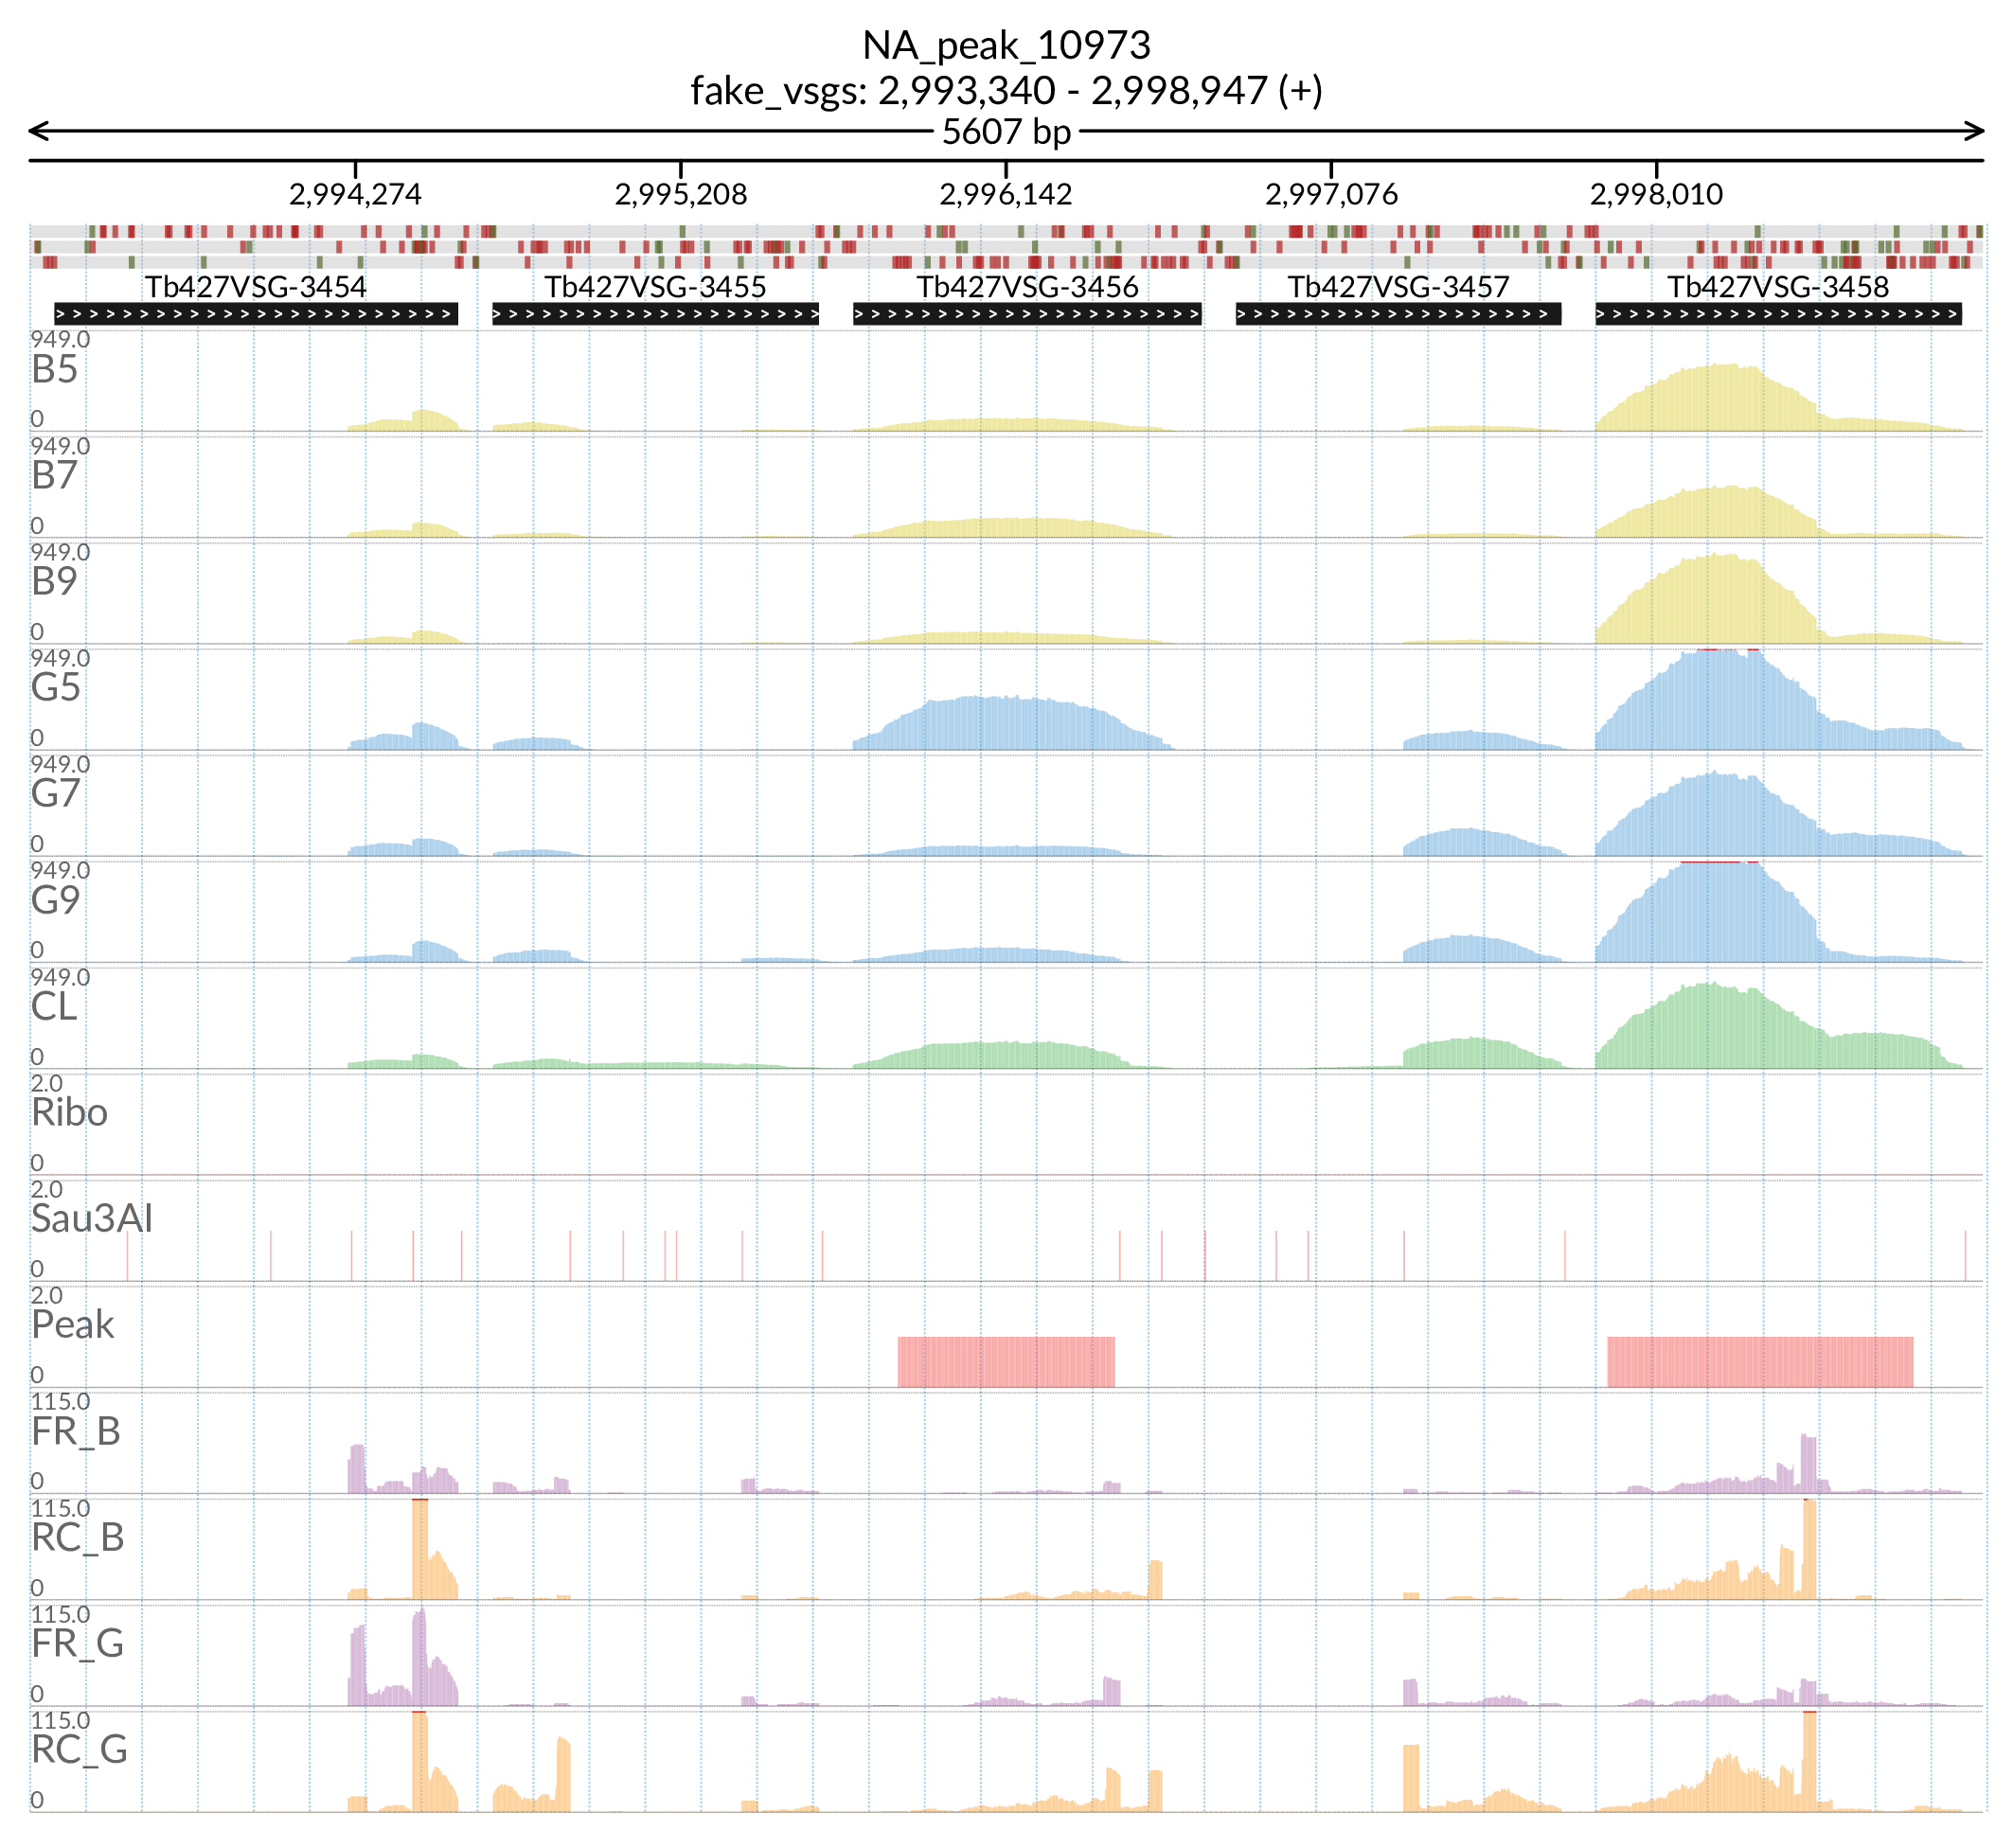 NA_peak_10973
fake_vsgs: 2,993,340 - 2,998,947 (+)
5607 bp
2,994,274 2,995,208 2,996,142 2,997,076 2,998,010
Tb427VSG-3454 Tb427VSG-3455 Tb427VSG-3456 Tb427VSG-3457 Tb427VSG-3458
949.0
B5
0
949.0
B7
0
949.0
B9
0
949.0
G5
0
949.0
G7
0
949.0
G9
0
949.0
CL
0
2.0
Ribo
0
2.0
Sau3AI
0
2.0
Peak
0
115.0
FR_B
0
115.0
RC_B
0
115.0
FR_G
0
115.0
RC_G
0